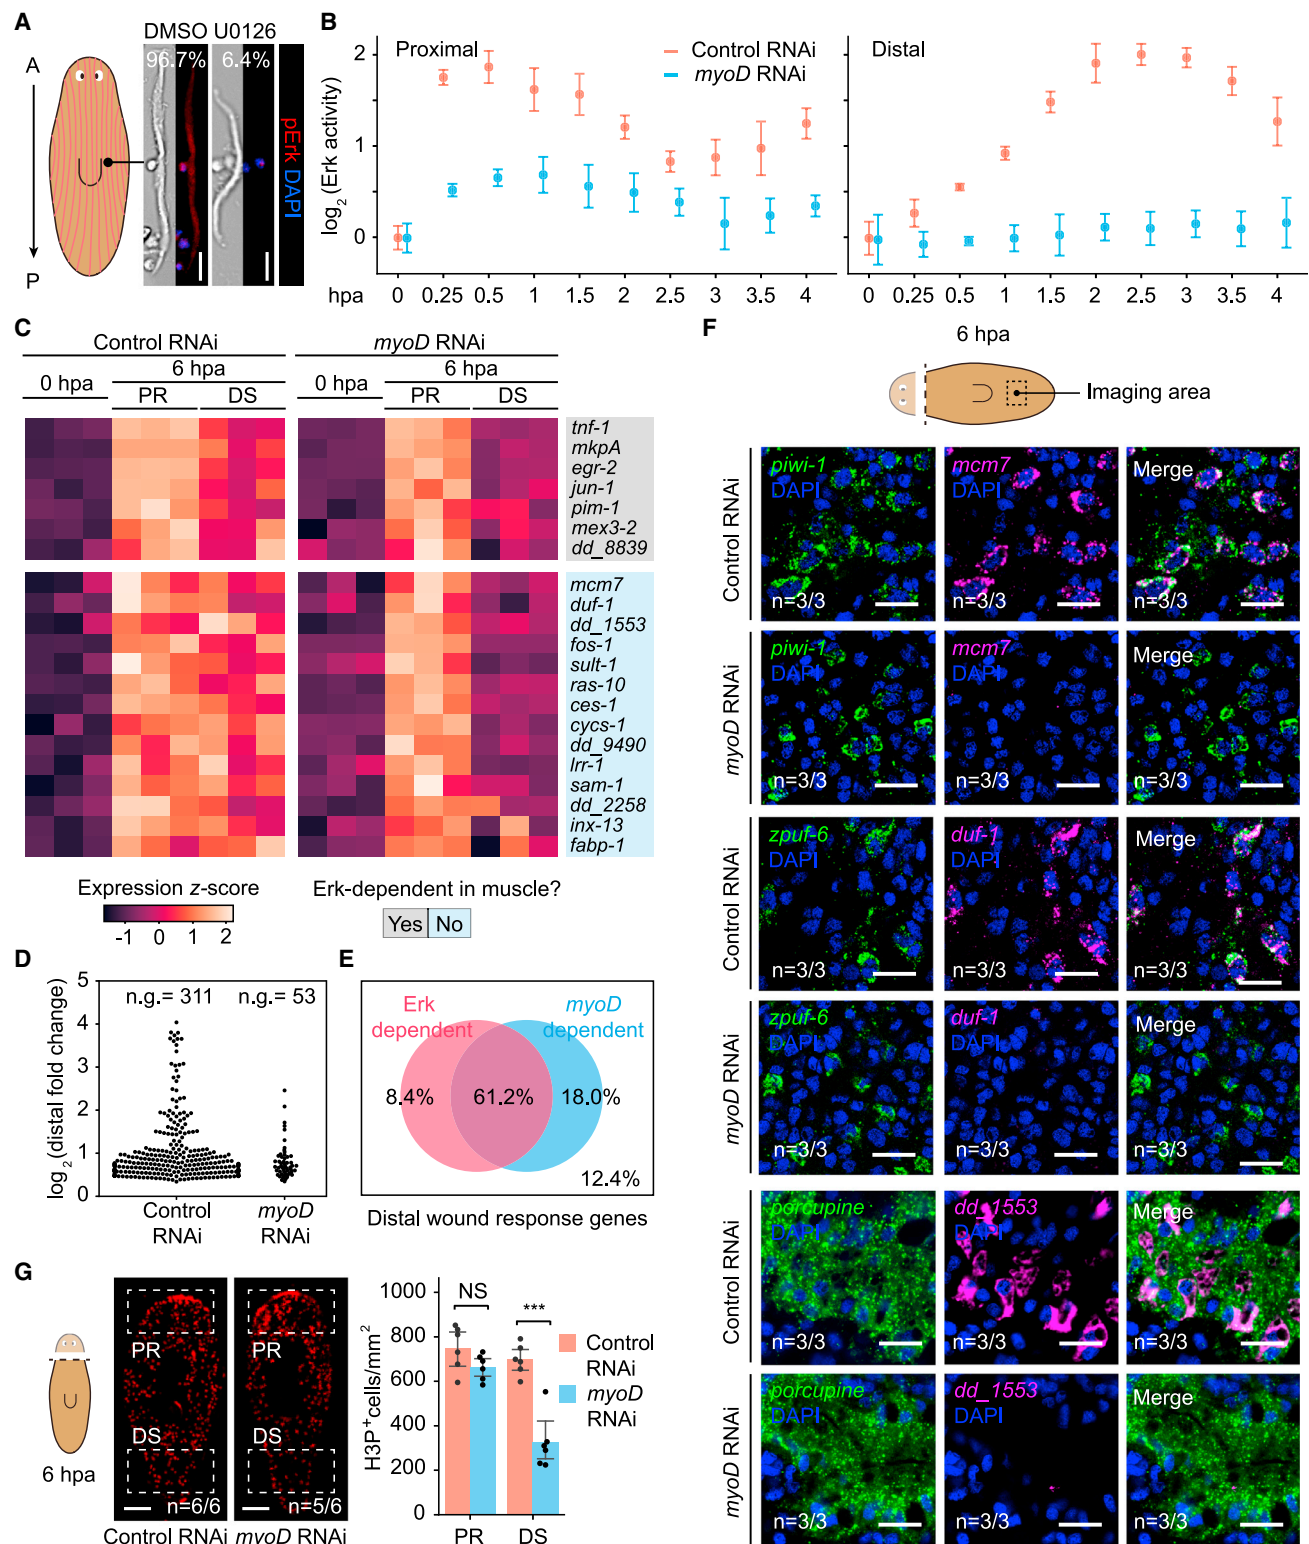 A
DMSO U0126
96.7%
6.4%
A
P
pErk DAPI
B
Proximal
Control RNAi
myoD RNAi
Distal
log2(Erk activity)
2
1
0
hpa
0 0.25 0.5 1 1.5 2 2.5 3 3.5 4
0 0.25 0.5 1 1.5 2 2.5 3 3.5 4
C
Control RNAi
myoD RNAi
0 hpa
6 hpa
PR
DS
0 hpa
6 hpa
PR
DS
tnf-1
mkpA
egr-2
jun-1
pim-1
mex3-2
dd_8839
mcm7
duf-1
dd_1553
fos-1
sult-1
ras-10
ces-1
cycs-1
dd_9490
lrr-1
sam-1
dd_2258
inx-13
fabp-1
Expression z-score
-1 0 1 2
Erk-dependent in muscle?
Yes No
D
log2(distal fold change)
5
4
3
2
1
0
n.g.= 311
n.g.= 53
Control
RNAi
myoD
RNAi
E
Erk
dependent
myoD
dependent
8.4%
61.2%
18.0%
12.4%
Distal wound response genes
F
6 hpa
Imaging area
Control RNAi
piwi-1
DAPI
n=3/3
mcm7
DAPI
n=3/3
Merge
n=3/3
myoD RNAi
piwi-1
DAPI
n=3/3
mcm7
DAPI
n=3/3
Merge
n=3/3
Control RNAi
zpuf-6
DAPI
n=3/3
duf-1
DAPI
n=3/3
Merge
n=3/3
myoD RNAi
zpuf-6
DAPI
n=3/3
duf-1
DAPI
n=3/3
Merge
n=3/3
Control RNAi
porcupine
DAPI
n=3/3
dd_1553
DAPI
n=3/3
Merge
n=3/3
myoD RNAi
porcupine
DAPI
n=3/3
dd_1553
DAPI
n=3/3
Merge
n=3/3
G
6 hpa
PR
DS
n=6/6
Control RNAi
PR
DS
n=5/6
myoD RNAi
H3P+cells/mm2
1000
800
600
400
200
0
NS
***
PR
DS
Control
RNAi
myoD
RNAi